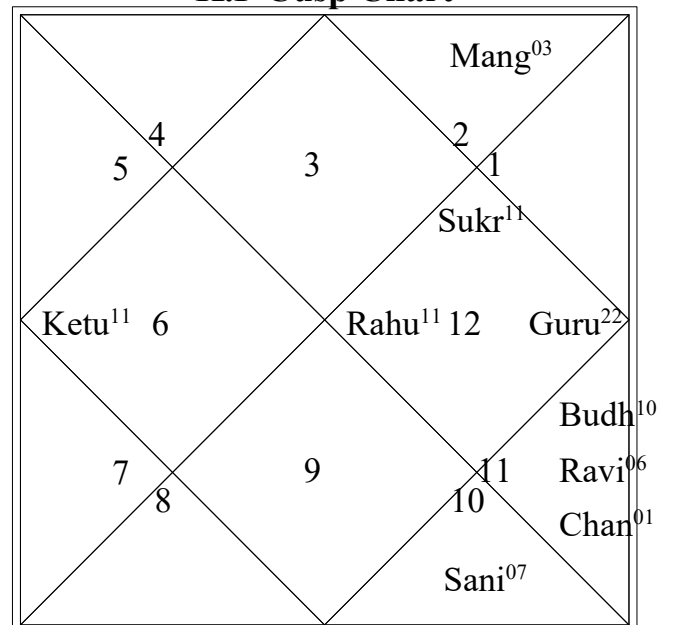 K.P Cusp Chart
Mang03
4
2
5
3
1
Sukr11
Ketu11 6
Rahu11 12
Guru22
Budh10
7
9
11
Ravi06
8
10
Chan01
Sani07